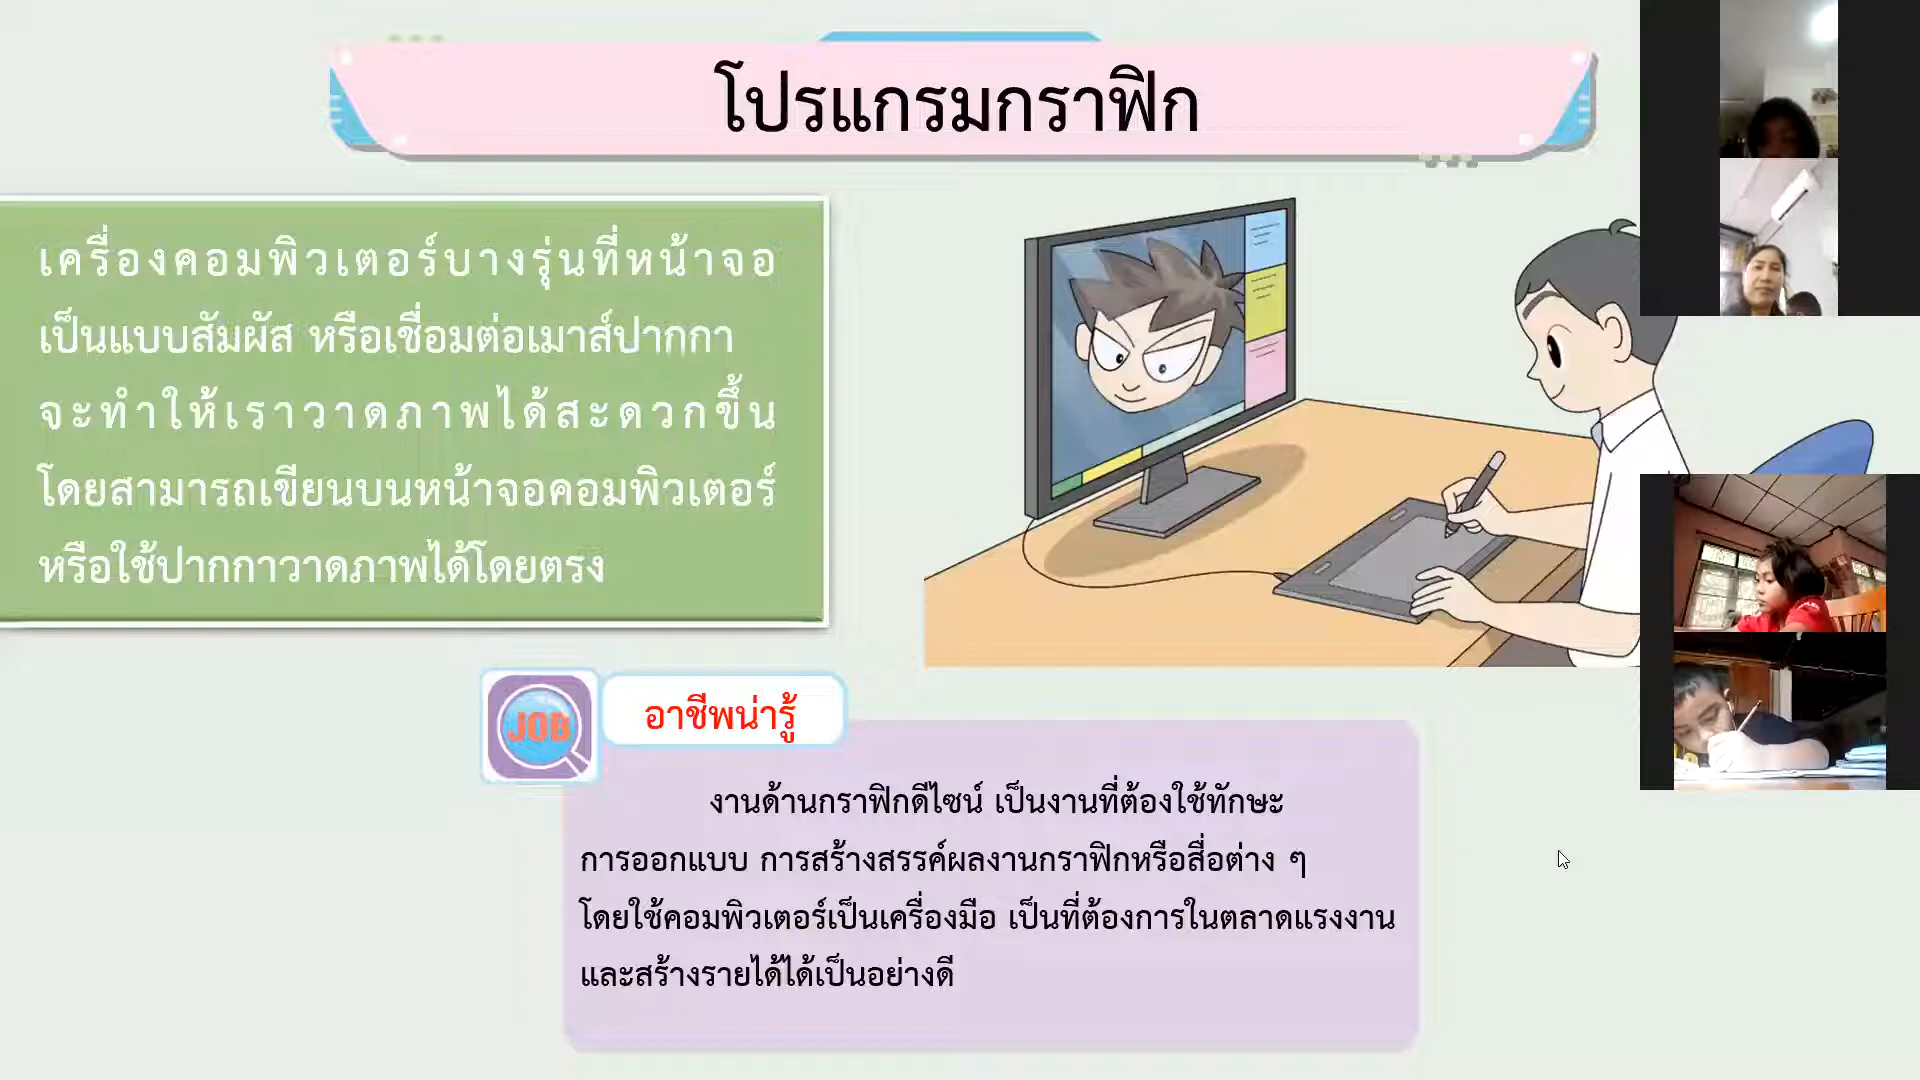 โปรแกรมกราฟิก
เครื่องคอมพิวเตอร์บางรุ่นที่หน้าจอ
เป็นแบบสัมผัส หรือเชื่อมต่อเมาส์ปากกา
จะทำให้เราวาดภาพได้สะดวกขึ้น
โดยสามารถเขียนบนหน้าจอคอมพิวเตอร์
หรือใช้ปากกาวาดภาพได้โดยตรง
JOB
อาชีพน่ารู้
งานด้านกราฟิกดีไซน์ เป็นงานที่ต้องใช้ทักษะ
การออกแบบ การสร้างสรรค์ผลงานกราฟิกหรือสื่อต่าง ๆ
โดยใช้คอมพิวเตอร์เป็นเครื่องมือ เป็นที่ต้องการในตลาดแรงงาน
และสร้างรายได้ได้เป็นอย่างดี